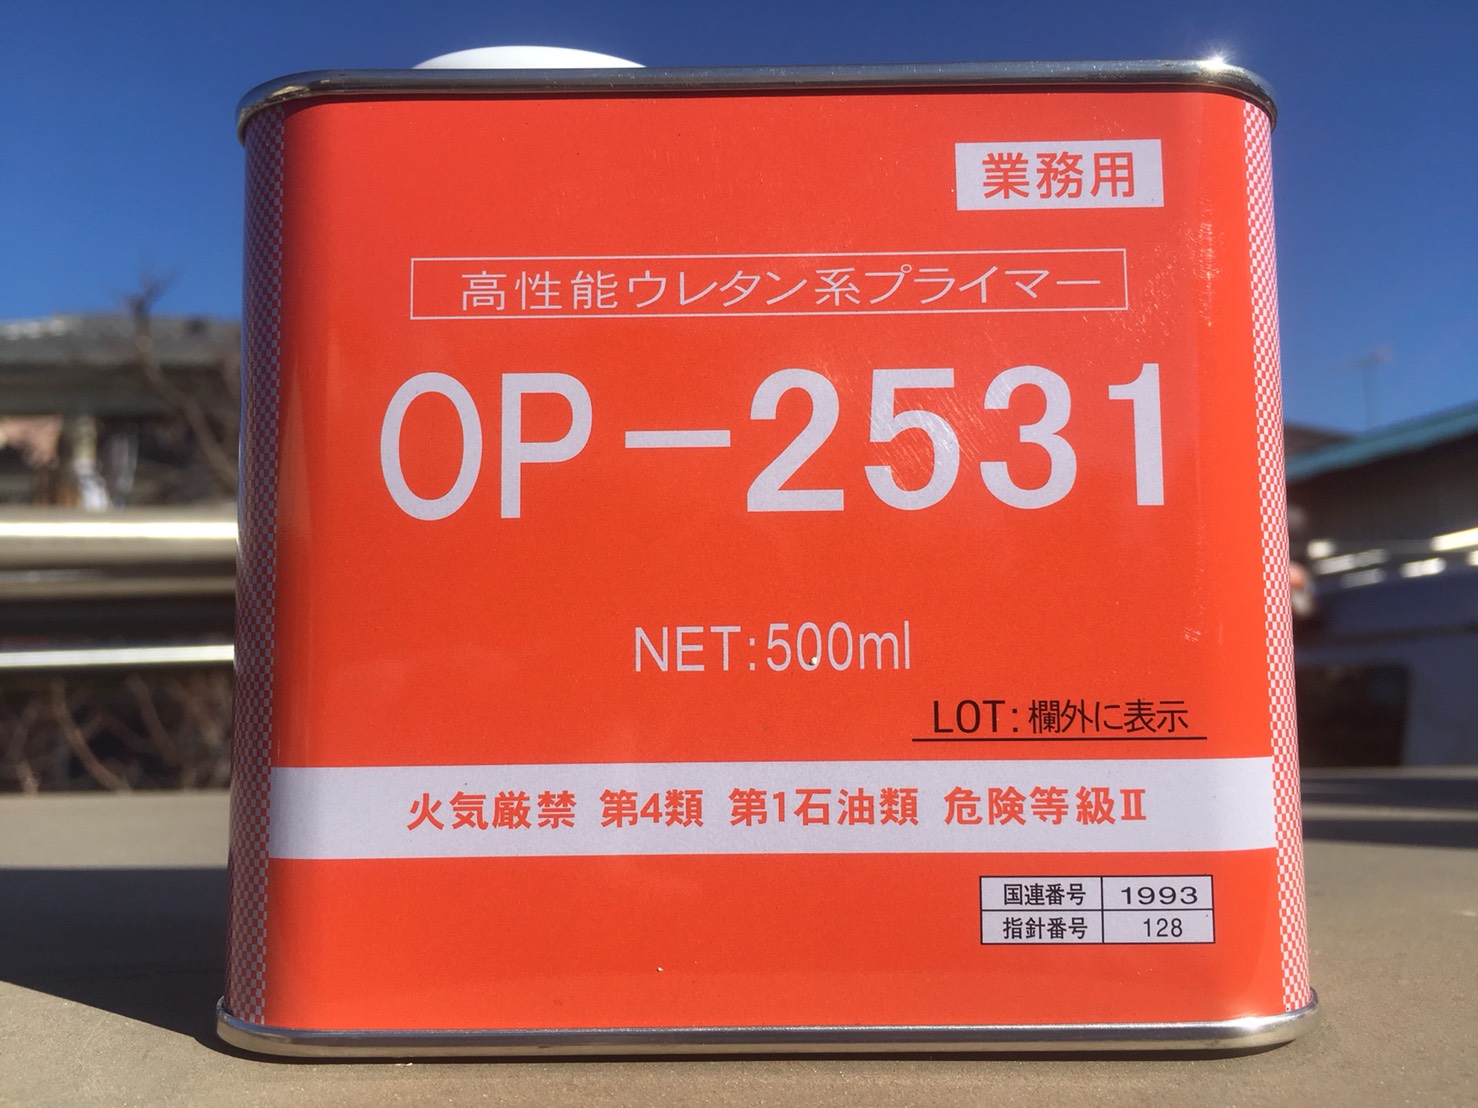 業務用
高性能ウレタン系プライマー
OP－2531
NET:500ml
LOT:欄外に表示
火気厳禁 第4類 第1石油類 危険等級Ⅱ
国連番号 1993
指針番号 128